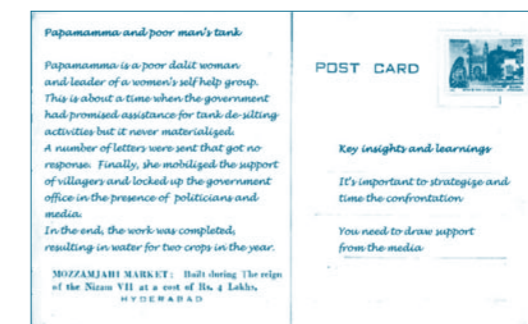 Papamamma and poor man's tank
Papamamma is a poor dalit woman
and leader of a women's self help group.
This is about a time when the government
had promised assistance for tank de-silting
activities but it never materialized.
A number of letters were sent that got no
response. Finally, she mobilized the support
of villagers and locked up the government
office in the presence of politicians and
media.
In the end, the work was completed,
resulting in water for two crops in the year.
MOZZAMJAHI MARKET: Built during The reign
of the Nizam VII at a cost of Rs. 4 Lakhs.
HYDERABAD
POST CARD
Key insights and learnings
It's important to strategize and
time the confrontation
You need to draw support
from the media